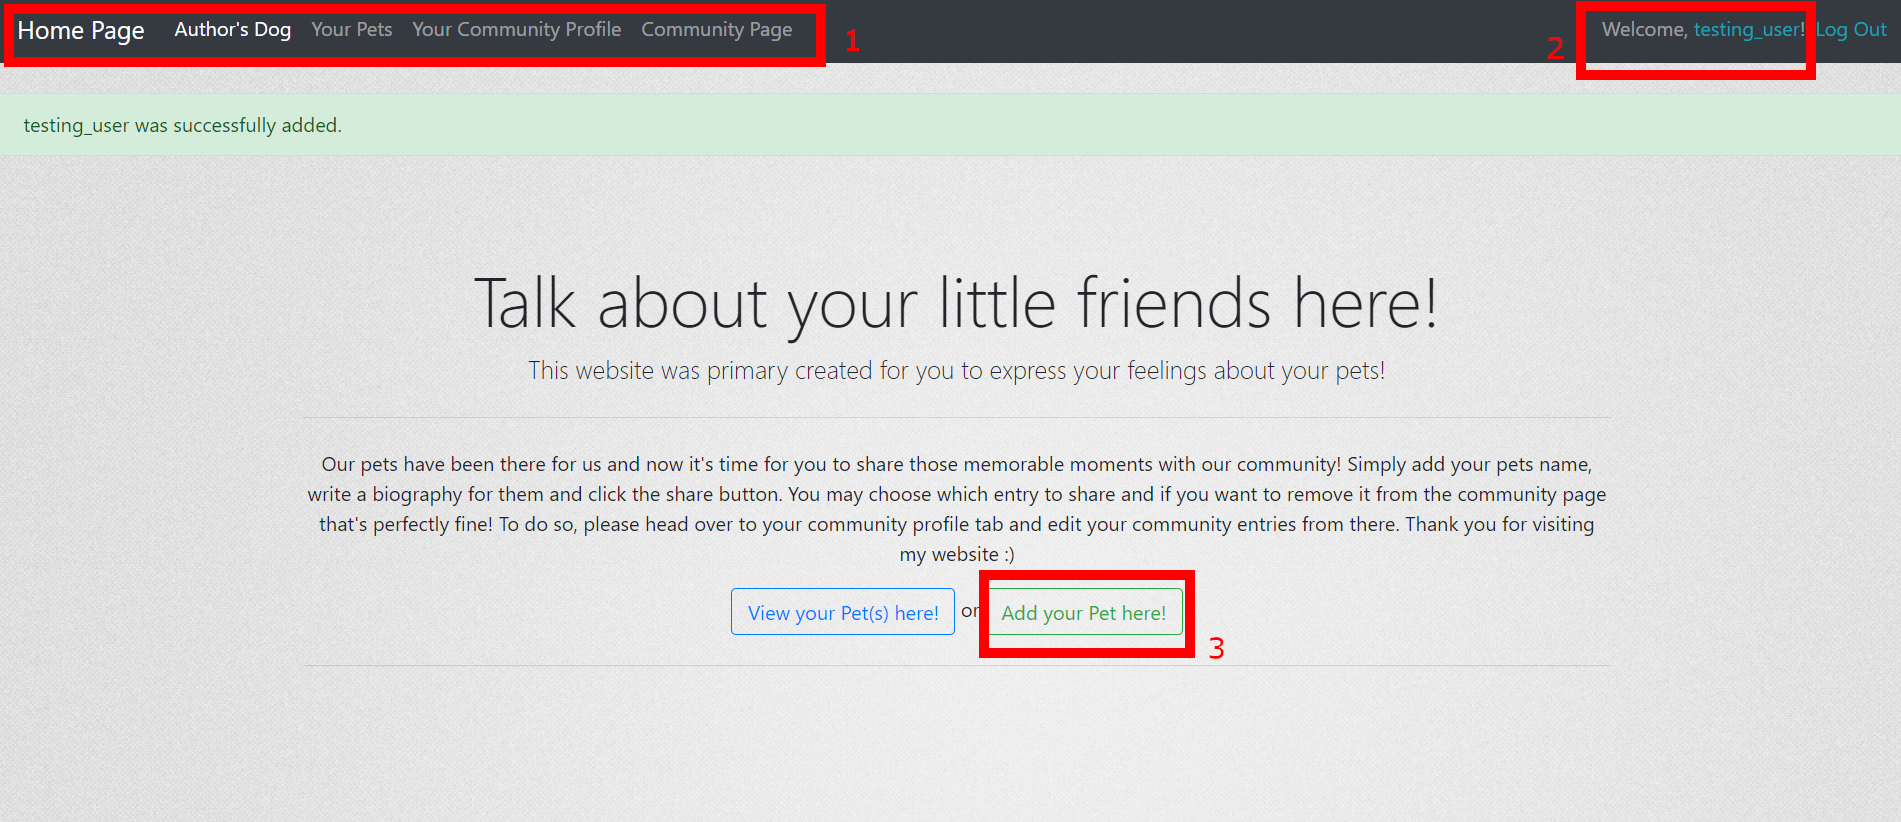 Home Page Author's Dog Your Pets Your Community Profile Community Page 1 2 Welcome, testing_user! Log Out
testing_user was successfully added.
Talk about your little friends here!
This website was primary created for you to express your feelings about your pets!
Our pets have been there for us and now it's time for you to share those memorable moments with our community! Simply add your pets name,
write a biography for them and click the share button. You may choose which entry to share and if you want to remove it from the community page
that's perfectly fine! To do so, please head over to your community profile tab and edit your community entries from there. Thank you for visiting
my website :)
View your Pet(s) here! or Add your Pet here!
3